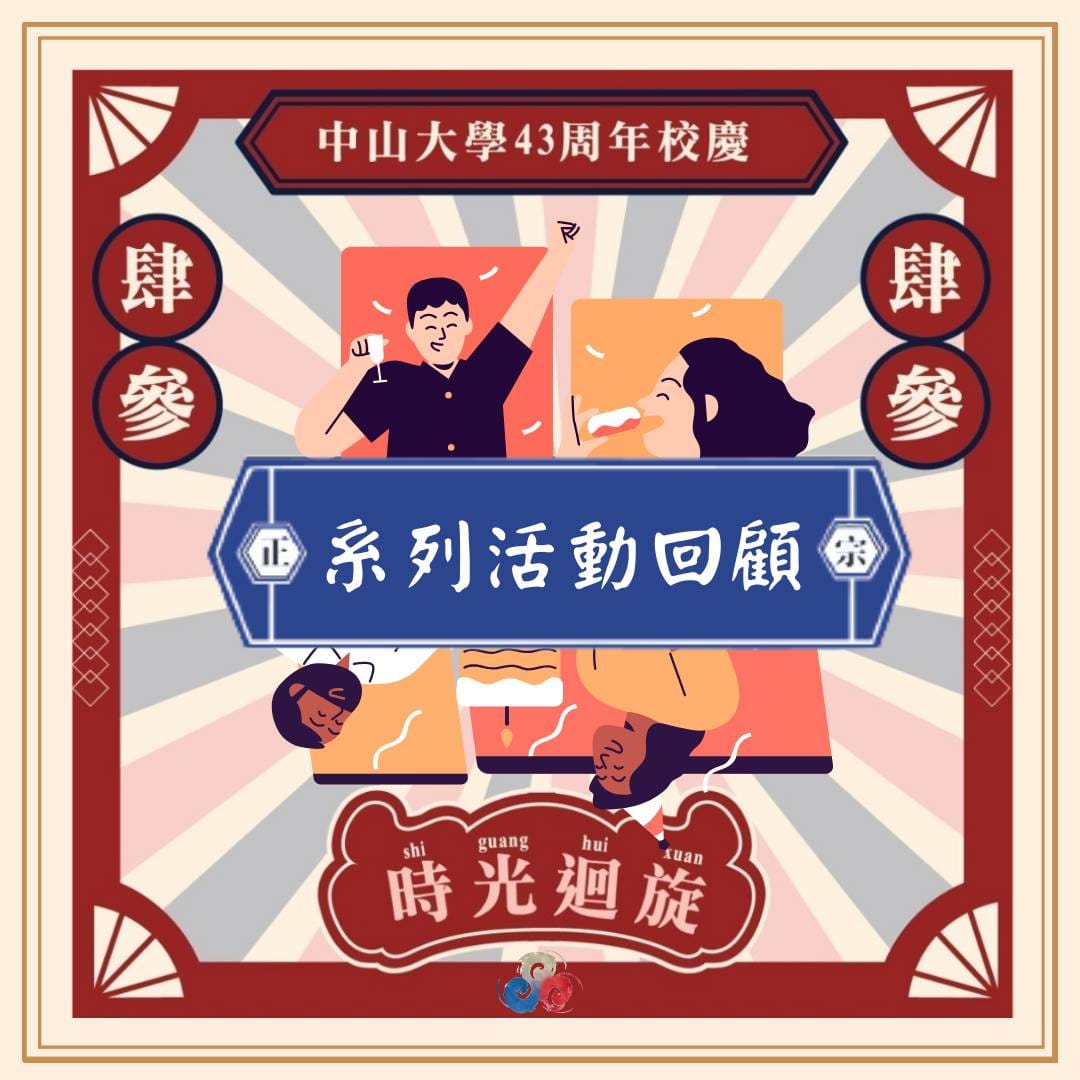 中山大學43周年校慶
肆參
肆參
正
系列活動回顧
宗
shi guang hui xuan
時光迴旋